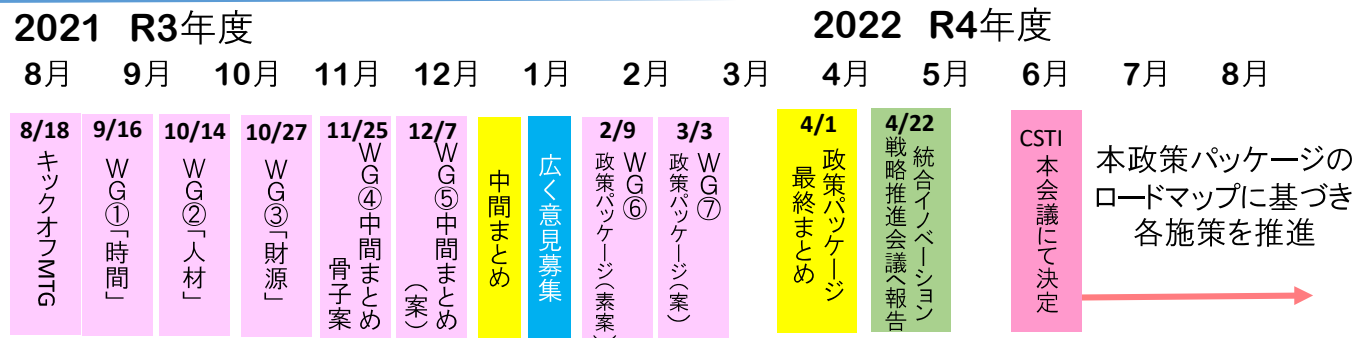 2021 R3年度
2022 R4年度
8月 9月 10月 11月 12月 1月 2月 3月 4月 5月 6月 7月 8月
8/18
キックオフMTG
9/16
WG①「時間」
10/14
WG②「人材」
10/27
WG③「財源」
11/25
WG④中間まとめ
骨子案
12/7
WG⑤中間まとめ
(案)
中間まとめ
広く意見募集
2/9
WG⑥
政策パッケージ(素案)
3/3
WG⑦
政策パッケージ(案)
4/1
政策パッケージ
最終まとめ
4/22
統合イノベーション
戦略推進会議へ報告
CSTI
本会議にて決定
本政策パッケージの
ロードマップに基づき
各施策を推進